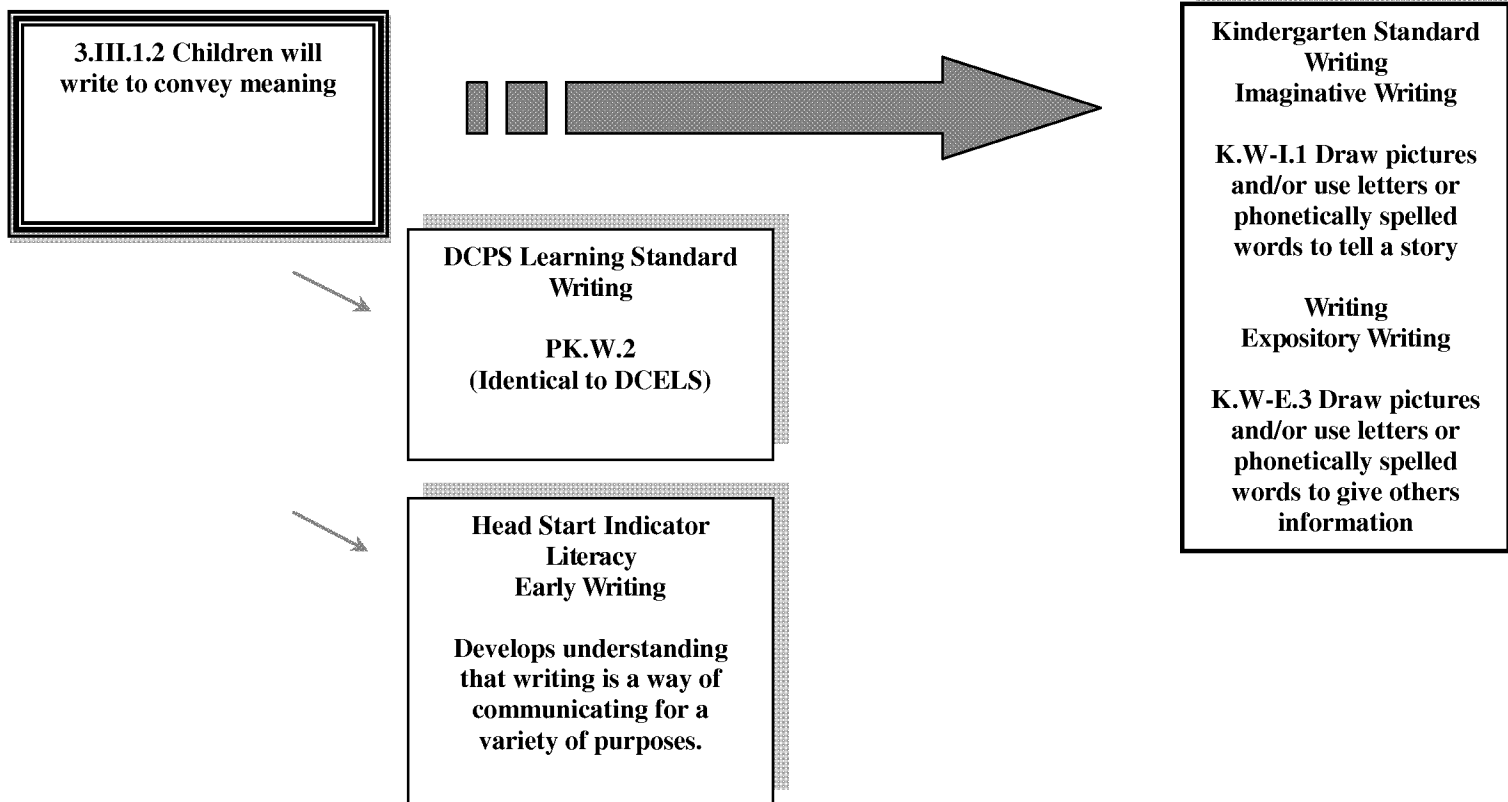 3.III.1.2 Children will
write to convey meaning
DCPS Learning Standard
Writing
PK.W.2
(Identical to DCELS)
Head Start Indicator
Literacy
Early Writing
Develops understanding
that writing is a way of
communicating for a
variety of purposes.
Kindergarten Standard
Writing
Imaginative Writing
K.W-I.1 Draw pictures
and/or use letters or
phonetically spelled
words to tell a story
Writing
Expository Writing
K.W-E.3 Draw pictures
and/or use letters or
phonetically spelled
words to give others
information